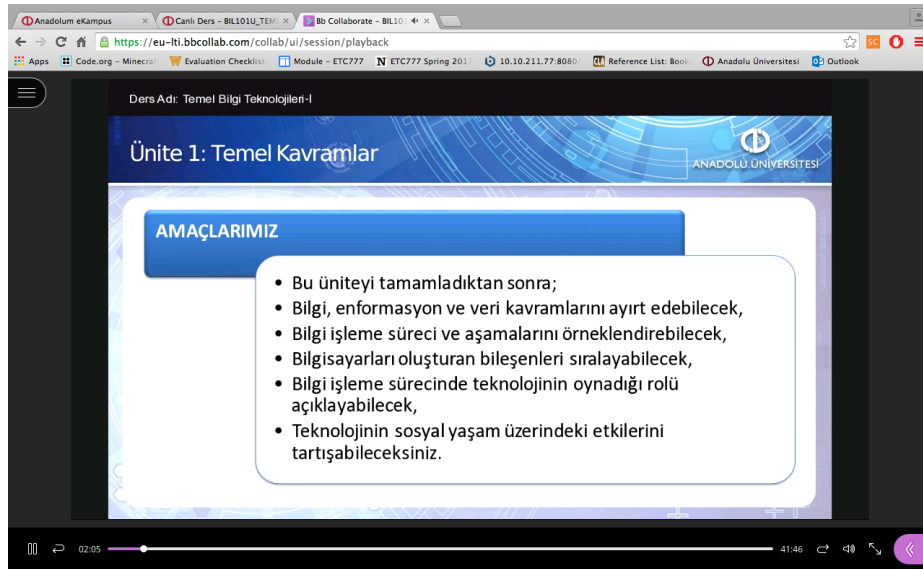 Anadolum eKampus
Canlı Ders - BIL101U_TEM
Bb Collaborate – BIL101
https://eu-lti.bbcollab.com/collab/ui/session/playback
Apps
Code.org - Minecraf
Evaluation Checklist
Module - ETC777
ETC777 Spring 2017
10.10.211.77:8080/
Reference List: Book
Anadolu Üniversitesi
Outlook
Ders Adı: Temel Bilgi Teknolojileri-I
Ünite 1: Temel Kavramlar
ANADOLU ÜNİVERSİTESİ
AMAÇLARIMIZ
• Bu üniteyi tamamladıktan sonra;
• Bilgi, enformasyon ve veri kavramlarını ayırt edebilecek,
• Bilgi işleme süreci ve aşamalarını örneklendirebilecek,
• Bilgisayarları oluşturan bileşenleri sıralayabilecek,
• Bilgi işleme sürecinde teknolojinin oynadığı rolü
açıklayabilecek,
• Teknolojinin sosyal yaşam üzerindeki etkilerini
tartışabileceksiniz.
02:05
41:46